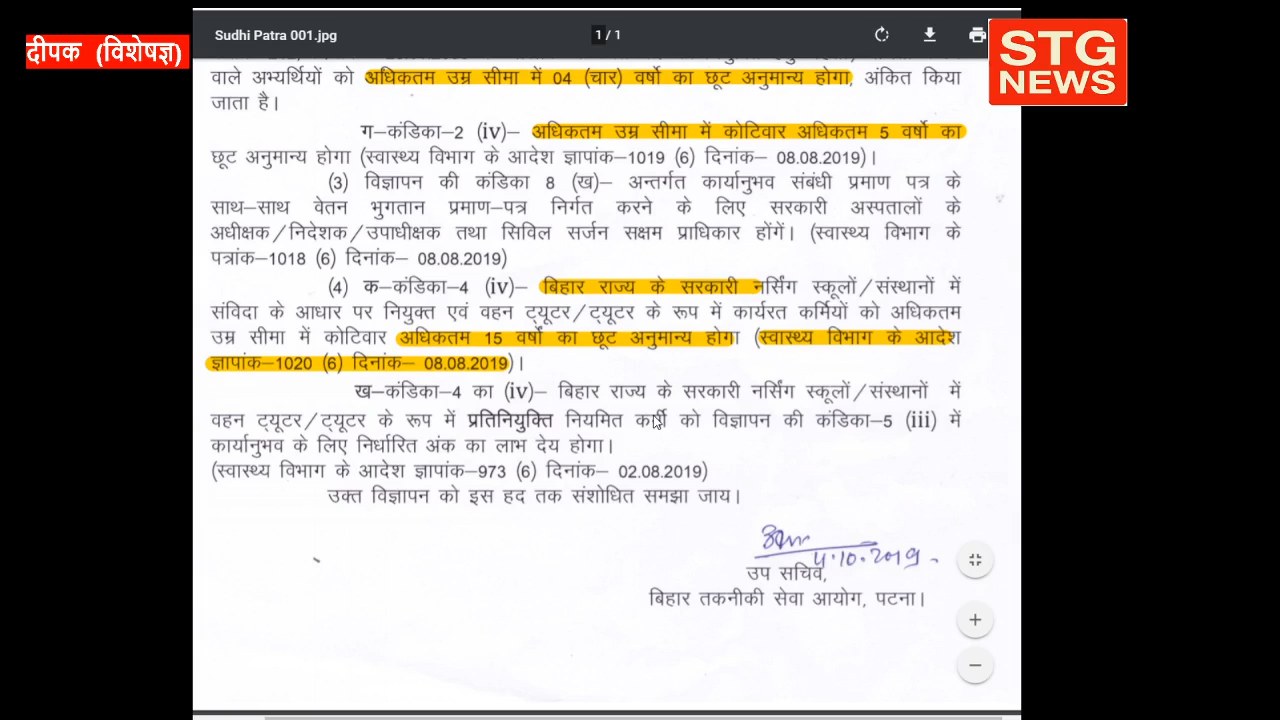 Sudhi Patra 001.jpg
1 / 1
दीपक (विशेषज्ञ)
STG
NEWS
वाले अभ्यर्थियों को अधिकतम उम्र सीमा में 04 (चार) वर्षो का छूट अनुमान्य होगा, अंकित किया
जाता है।
ग–कंडिका–2 (iv)– अधिकतम उम्र सीमा में कोटिवार अधिकतम 5 वर्षो का
छूट अनुमान्य होगा (स्वास्थ्य विभाग के आदेश ज्ञापांक–1019 (6) दिनांक– 08.08.2019)।
(3) विज्ञापन की कंडिका 8 (ख)– अन्तर्गत कार्यानुभव संबंधी प्रमाण पत्र के
साथ–साथ वेतन भुगतान प्रमाण–पत्र निर्गत करने के लिए सरकारी अस्पतालों के
अधीक्षक/निदेशक/उपाधीक्षक तथा सिविल सर्जन सक्षम प्राधिकार होंगें। (स्वास्थ्य विभाग के
पत्रांक–1018 (6) दिनांक– 08.08.2019)
(4) क–कंडिका–4 (iv)– बिहार राज्य के सरकारी नर्सिंग स्कूलों/संस्थानों में
संविदा के आधार पर नियुक्त एवं वहन ट्यूटर/ट्यूटर के रूप में कार्यरत कर्मियों को अधिकतम
उम्र सीमा में कोटिवार अधिकतम 15 वर्षो का छूट अनुमान्य होगा (स्वास्थ्य विभाग के आदेश
ज्ञापांक–1020 (6) दिनांक– 08.08.2019)।
ख–कंडिका–4 का (iv)– बिहार राज्य के सरकारी नर्सिंग स्कूलों/संस्थानों में
वहन ट्यूटर/ट्यूटर के रूप में प्रतिनियुक्ति नियमित कर्मी को विज्ञापन की कंडिका–5 (iii) में
कार्यानुभव के लिए निर्धारित अंक का लाभ देय होगा।
(स्वास्थ्य विभाग के आदेश ज्ञापांक–973 (6) दिनांक– 02.08.2019)
उक्त विज्ञापन को इस हद तक संशोधित समझा जाय।
4.10.2019
उप सचिव,
बिहार तकनीकी सेवा आयोग, पटना।